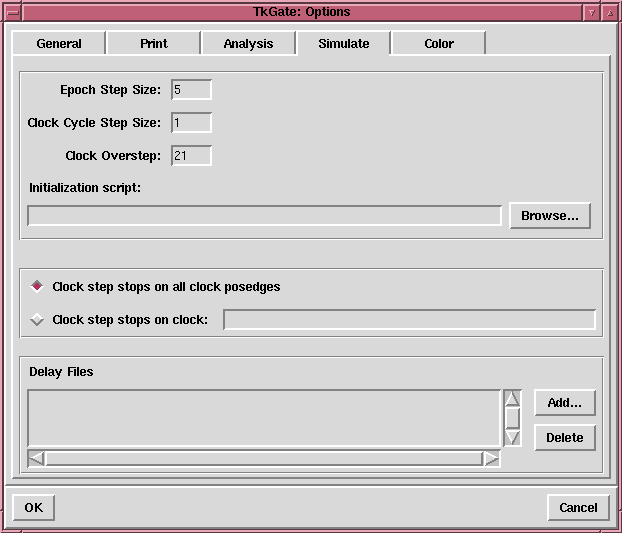 TkGate: Options
General Print Analysis Simulate Color
Epoch Step Size: 5
Clock Cycle Step Size: 1
Clock Overstep: 21
Initialization script:
Browse...
Clock step stops on all clock posedges
Clock step stops on clock:
Delay Files
Add...
Delete
OK Cancel